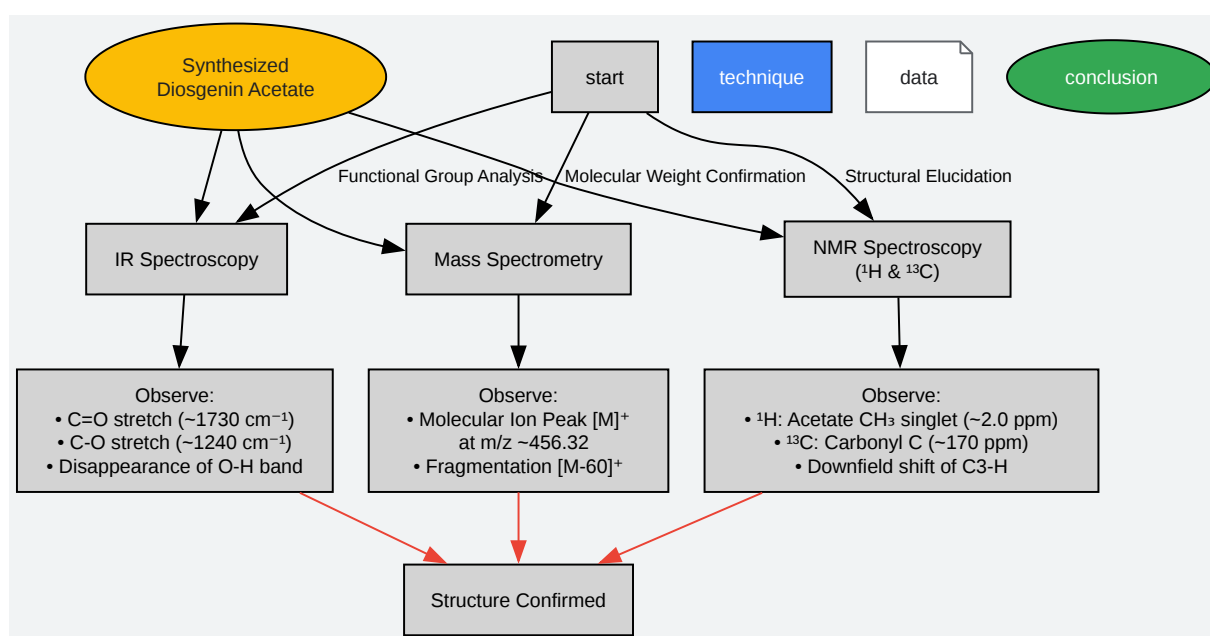 Synthesized
Diosgenin Acetate
start
technique
data
conclusion
Functional Group Analysis
Molecular Weight Confirmation
Structural Elucidation
IR Spectroscopy
Mass Spectrometry
NMR Spectroscopy
(¹H & ¹³C)
Observe:
• C=O stretch (~1730 cm⁻¹)
• C-O stretch (~1240 cm⁻¹)
• Disappearance of O-H band
Observe:
• Molecular Ion Peak [M]⁺
at m/z ~456.32
• Fragmentation [M-60]⁺
Observe:
• ¹H: Acetate CH₃ singlet (~2.0 ppm)
• ¹³C: Carbonyl C (~170 ppm)
• Downfield shift of C3-H
Structure Confirmed